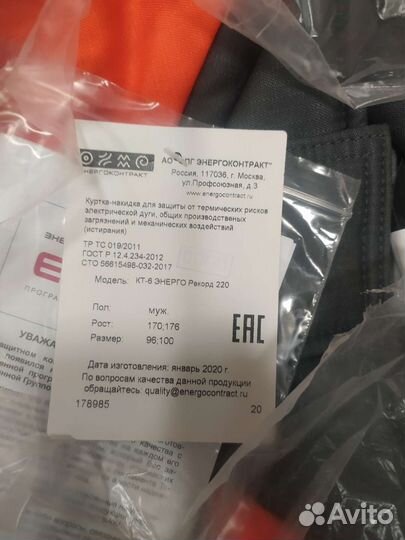 ЭНЕРГОКОНТРАКТ
АО "ПГ ЭНЕРГОКОНТРАКТ"
Россия, 117036, г. Москва,
ул.Профсоюзная, д.3
www.energocontract.ru
Куртка-накидка для защиты от термических рисков
электрической дуги, общих производственных
загрязнений и механических воздействий
(истирания)
ТР ТС 019/2011
ГОСТ Р 12.4.234-2012
СТО 56615498-032-2017
Модель: КТ-6 ЭНЕРГО Рекорд 220
Пол: муж.
Рост: 170;176
Размер: 96;100
EAC
Дата изготовления: январь 2020 г.
По вопросам качества данной продукции
обращайтесь: quality@energocontract.ru
178985 20
ПРОГРА
УВАЖА
Avito